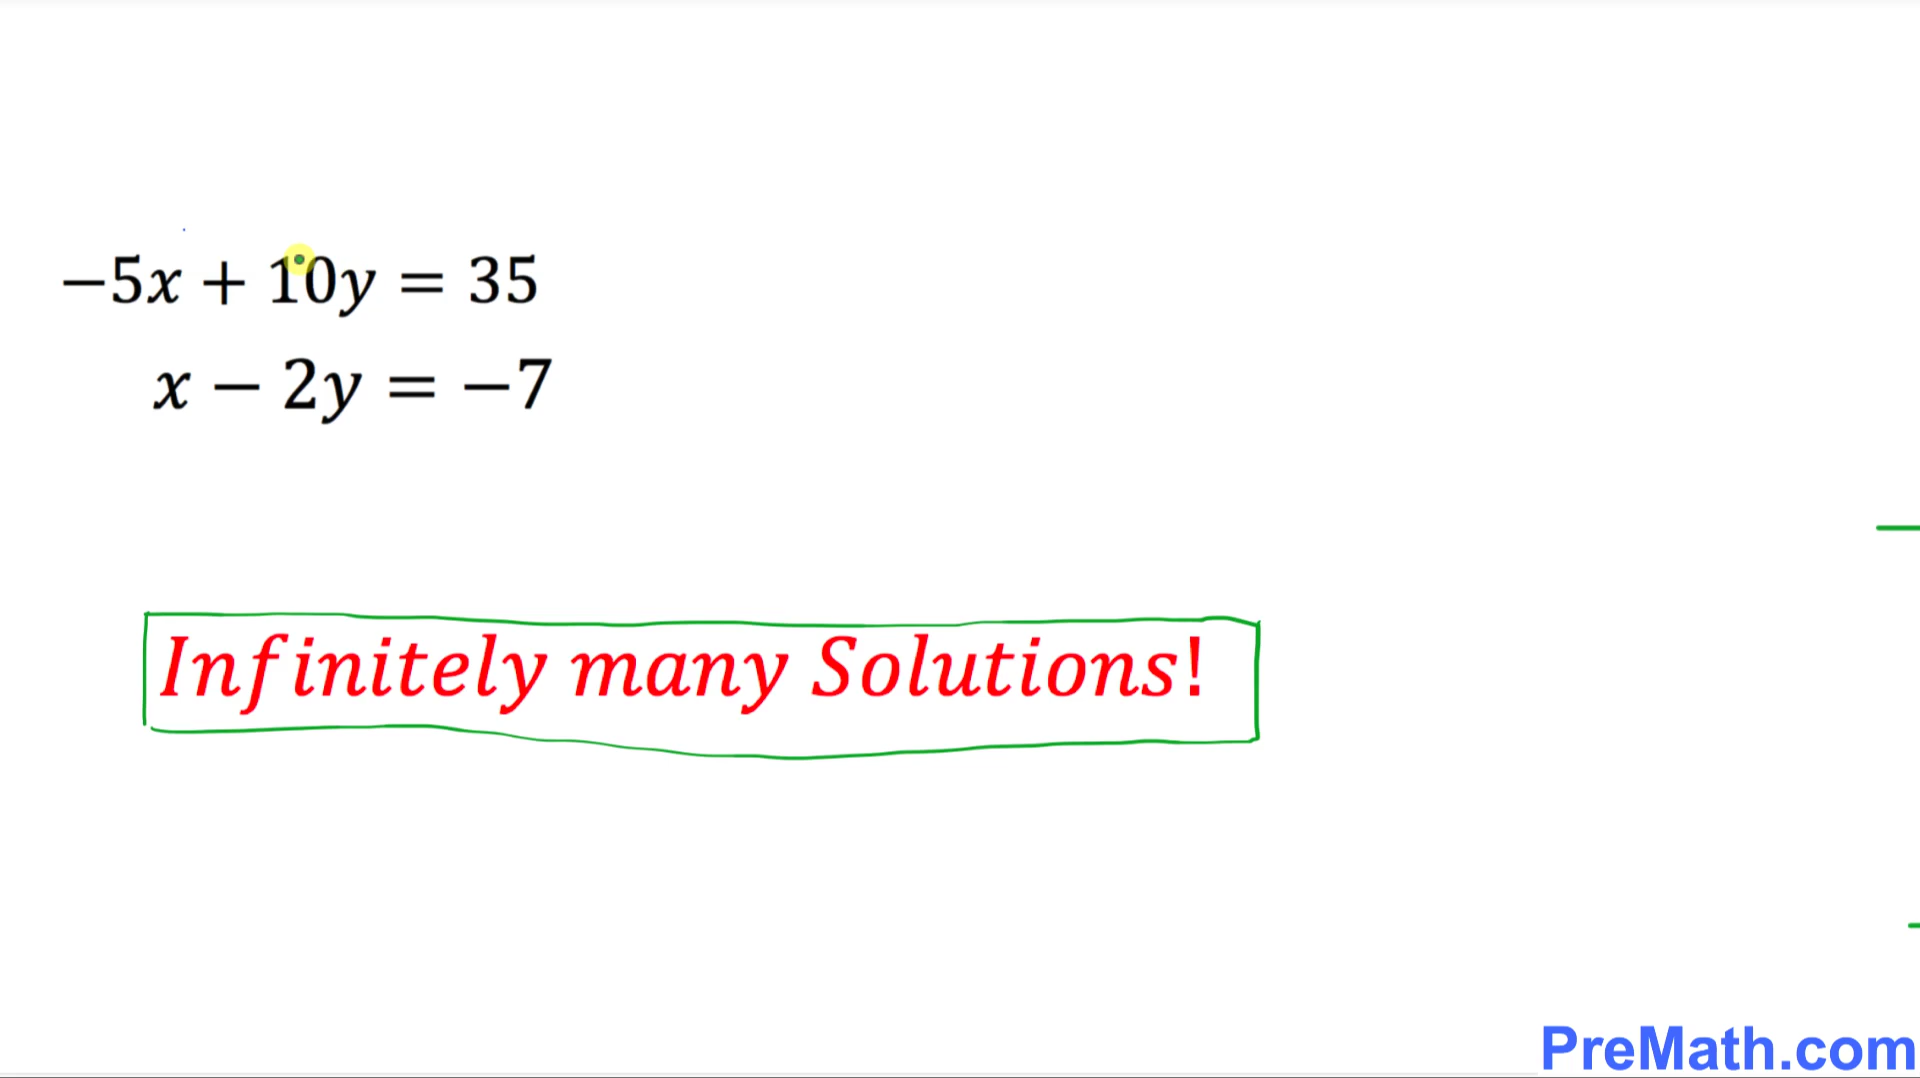 −5x + 10y = 35
x − 2y = −7
Infinitely many Solutions!
PreMath.com